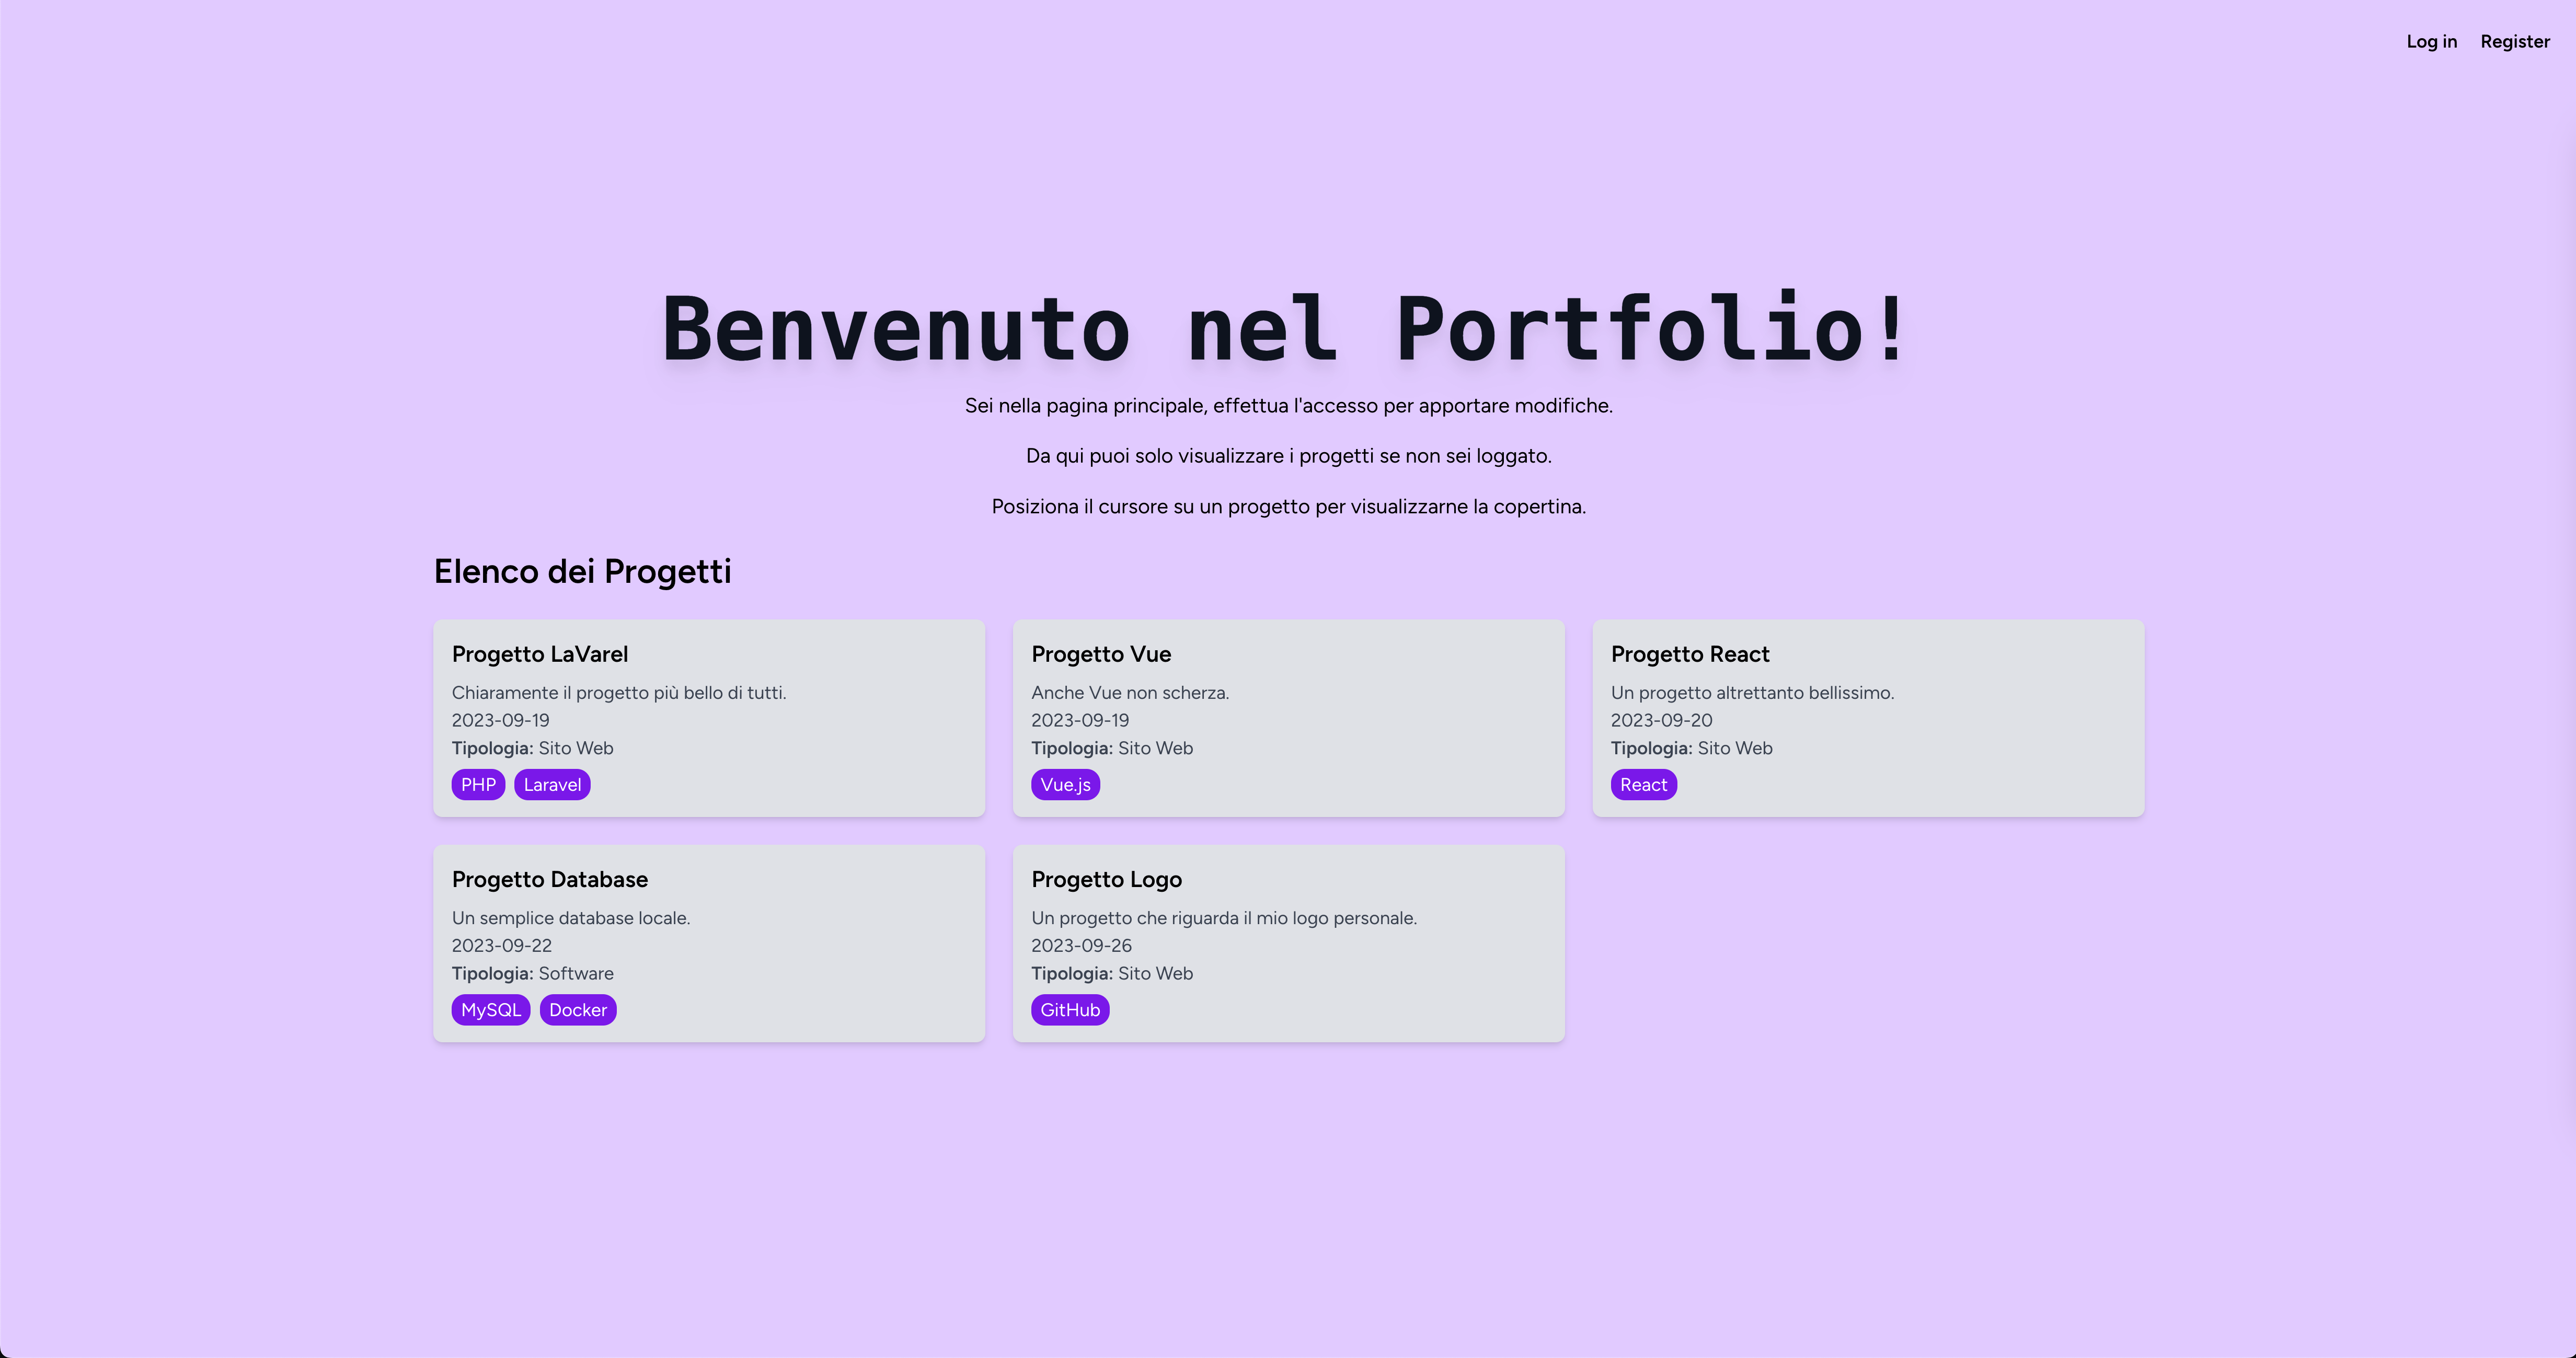 Log in Register
Benvenuto nel Portfolio!
Sei nella pagina principale, effettua l'accesso per apportare modifiche.
Da qui puoi solo visualizzare i progetti se non sei loggato.
Posiziona il cursore su un progetto per visualizzarne la copertina.
Elenco dei Progetti
Progetto LaVarel
Chiaramente il progetto più bello di tutti.
2023-09-19
Tipologia: Sito Web
PHP Laravel
Progetto Vue
Anche Vue non scherza.
2023-09-19
Tipologia: Sito Web
Vue.js
Progetto React
Un progetto altrettanto bellissimo.
2023-09-20
Tipologia: Sito Web
React
Progetto Database
Un semplice database locale.
2023-09-22
Tipologia: Software
MySQL Docker
Progetto Logo
Un progetto che riguarda il mio logo personale.
2023-09-26
Tipologia: Sito Web
GitHub